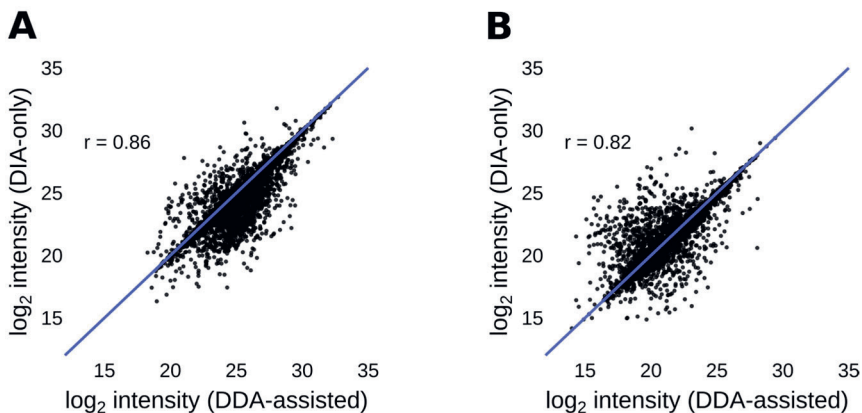 A
log₂ intensity (DIA-only)
35
30
25
20
15
r = 0.86
15 20 25 30 35
log₂ intensity (DDA-assisted)
B
log₂ intensity (DIA-only)
35
30
25
20
15
r = 0.82
15 20 25 30 35
log₂ intensity (DDA-assisted)